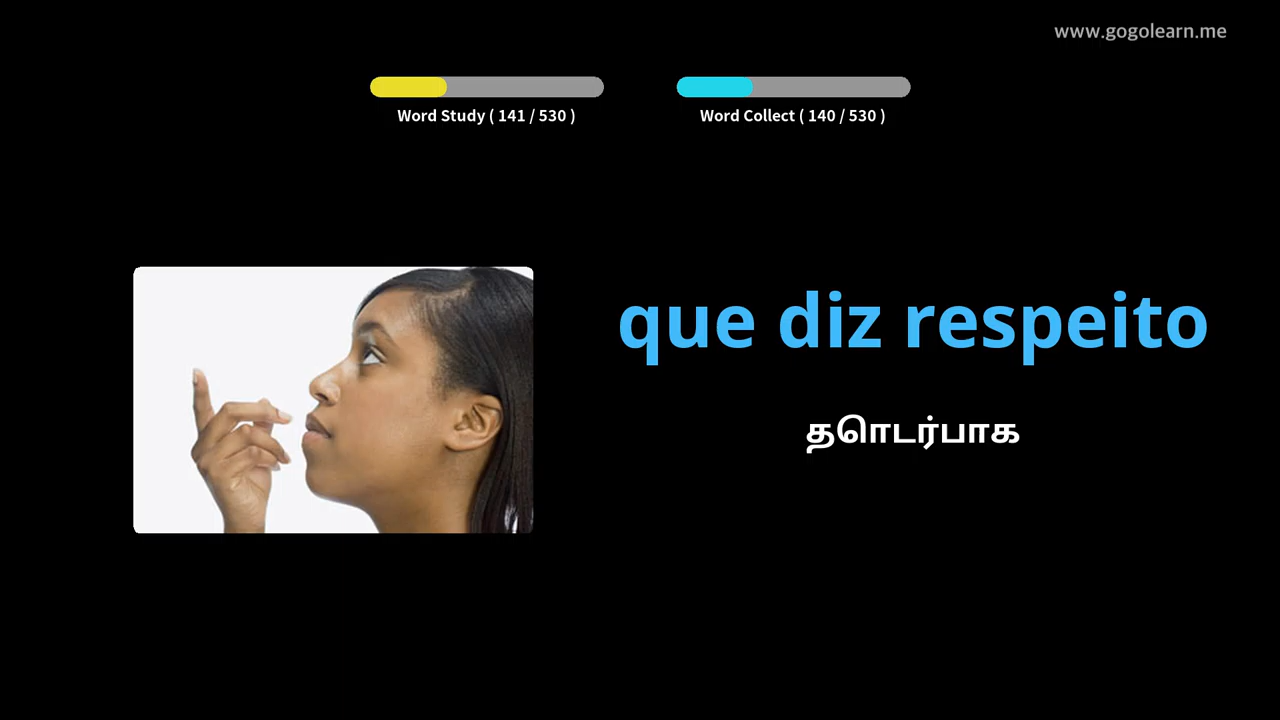 www.gogolearn.me
Word Study ( 141 / 530 )
Word Collect ( 140 / 530 )
que diz respeito
தொடர்பாக